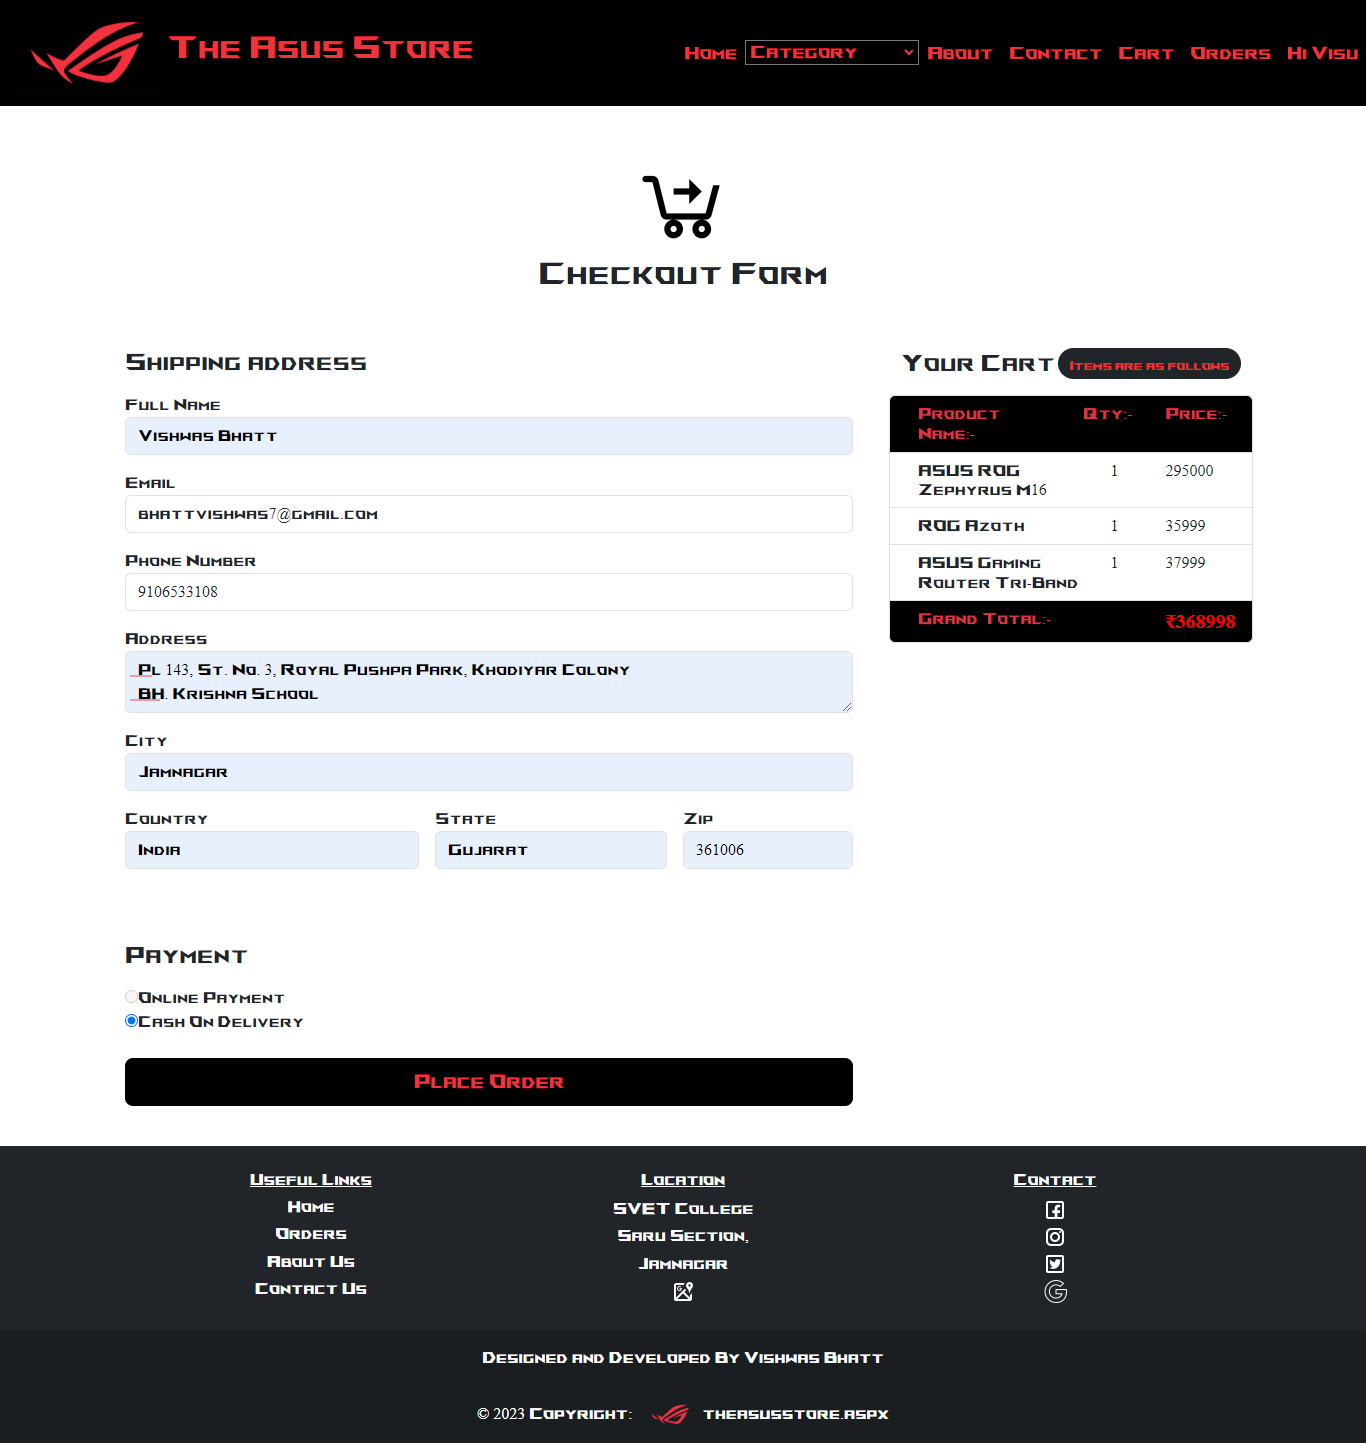 The Asus Store
Home Category About Contact Cart Orders Hi Visu
Checkout Form
Shipping address
Full Name
Vishwas Bhatt
Email
bhattvishwas7@gmail.com
Phone Number
9106533108
Address
Pl 143, St. No. 3, Royal Pushpa Park, Khodiyar Colony
BH. Krishna School
City
Jamnagar
Country State Zip
India Gujarat 361006
Your Cart Items are as follows
Product Name:- Qty:- Price:-
ASUS ROG Zephyrus M16 1 295000
ROG Azoth 1 35999
ASUS Gaming Router Tri-Band 1 37999
Grand Total:- ₹368998
Payment
Online Payment
Cash On Delivery
Place Order
Useful Links
Home
Orders
About Us
Contact Us
Location
SVET College
Saru Section,
Jamnagar
Contact
Designed and Developed By Vishwas Bhatt
© 2023 Copyright: theasusstore.aspx